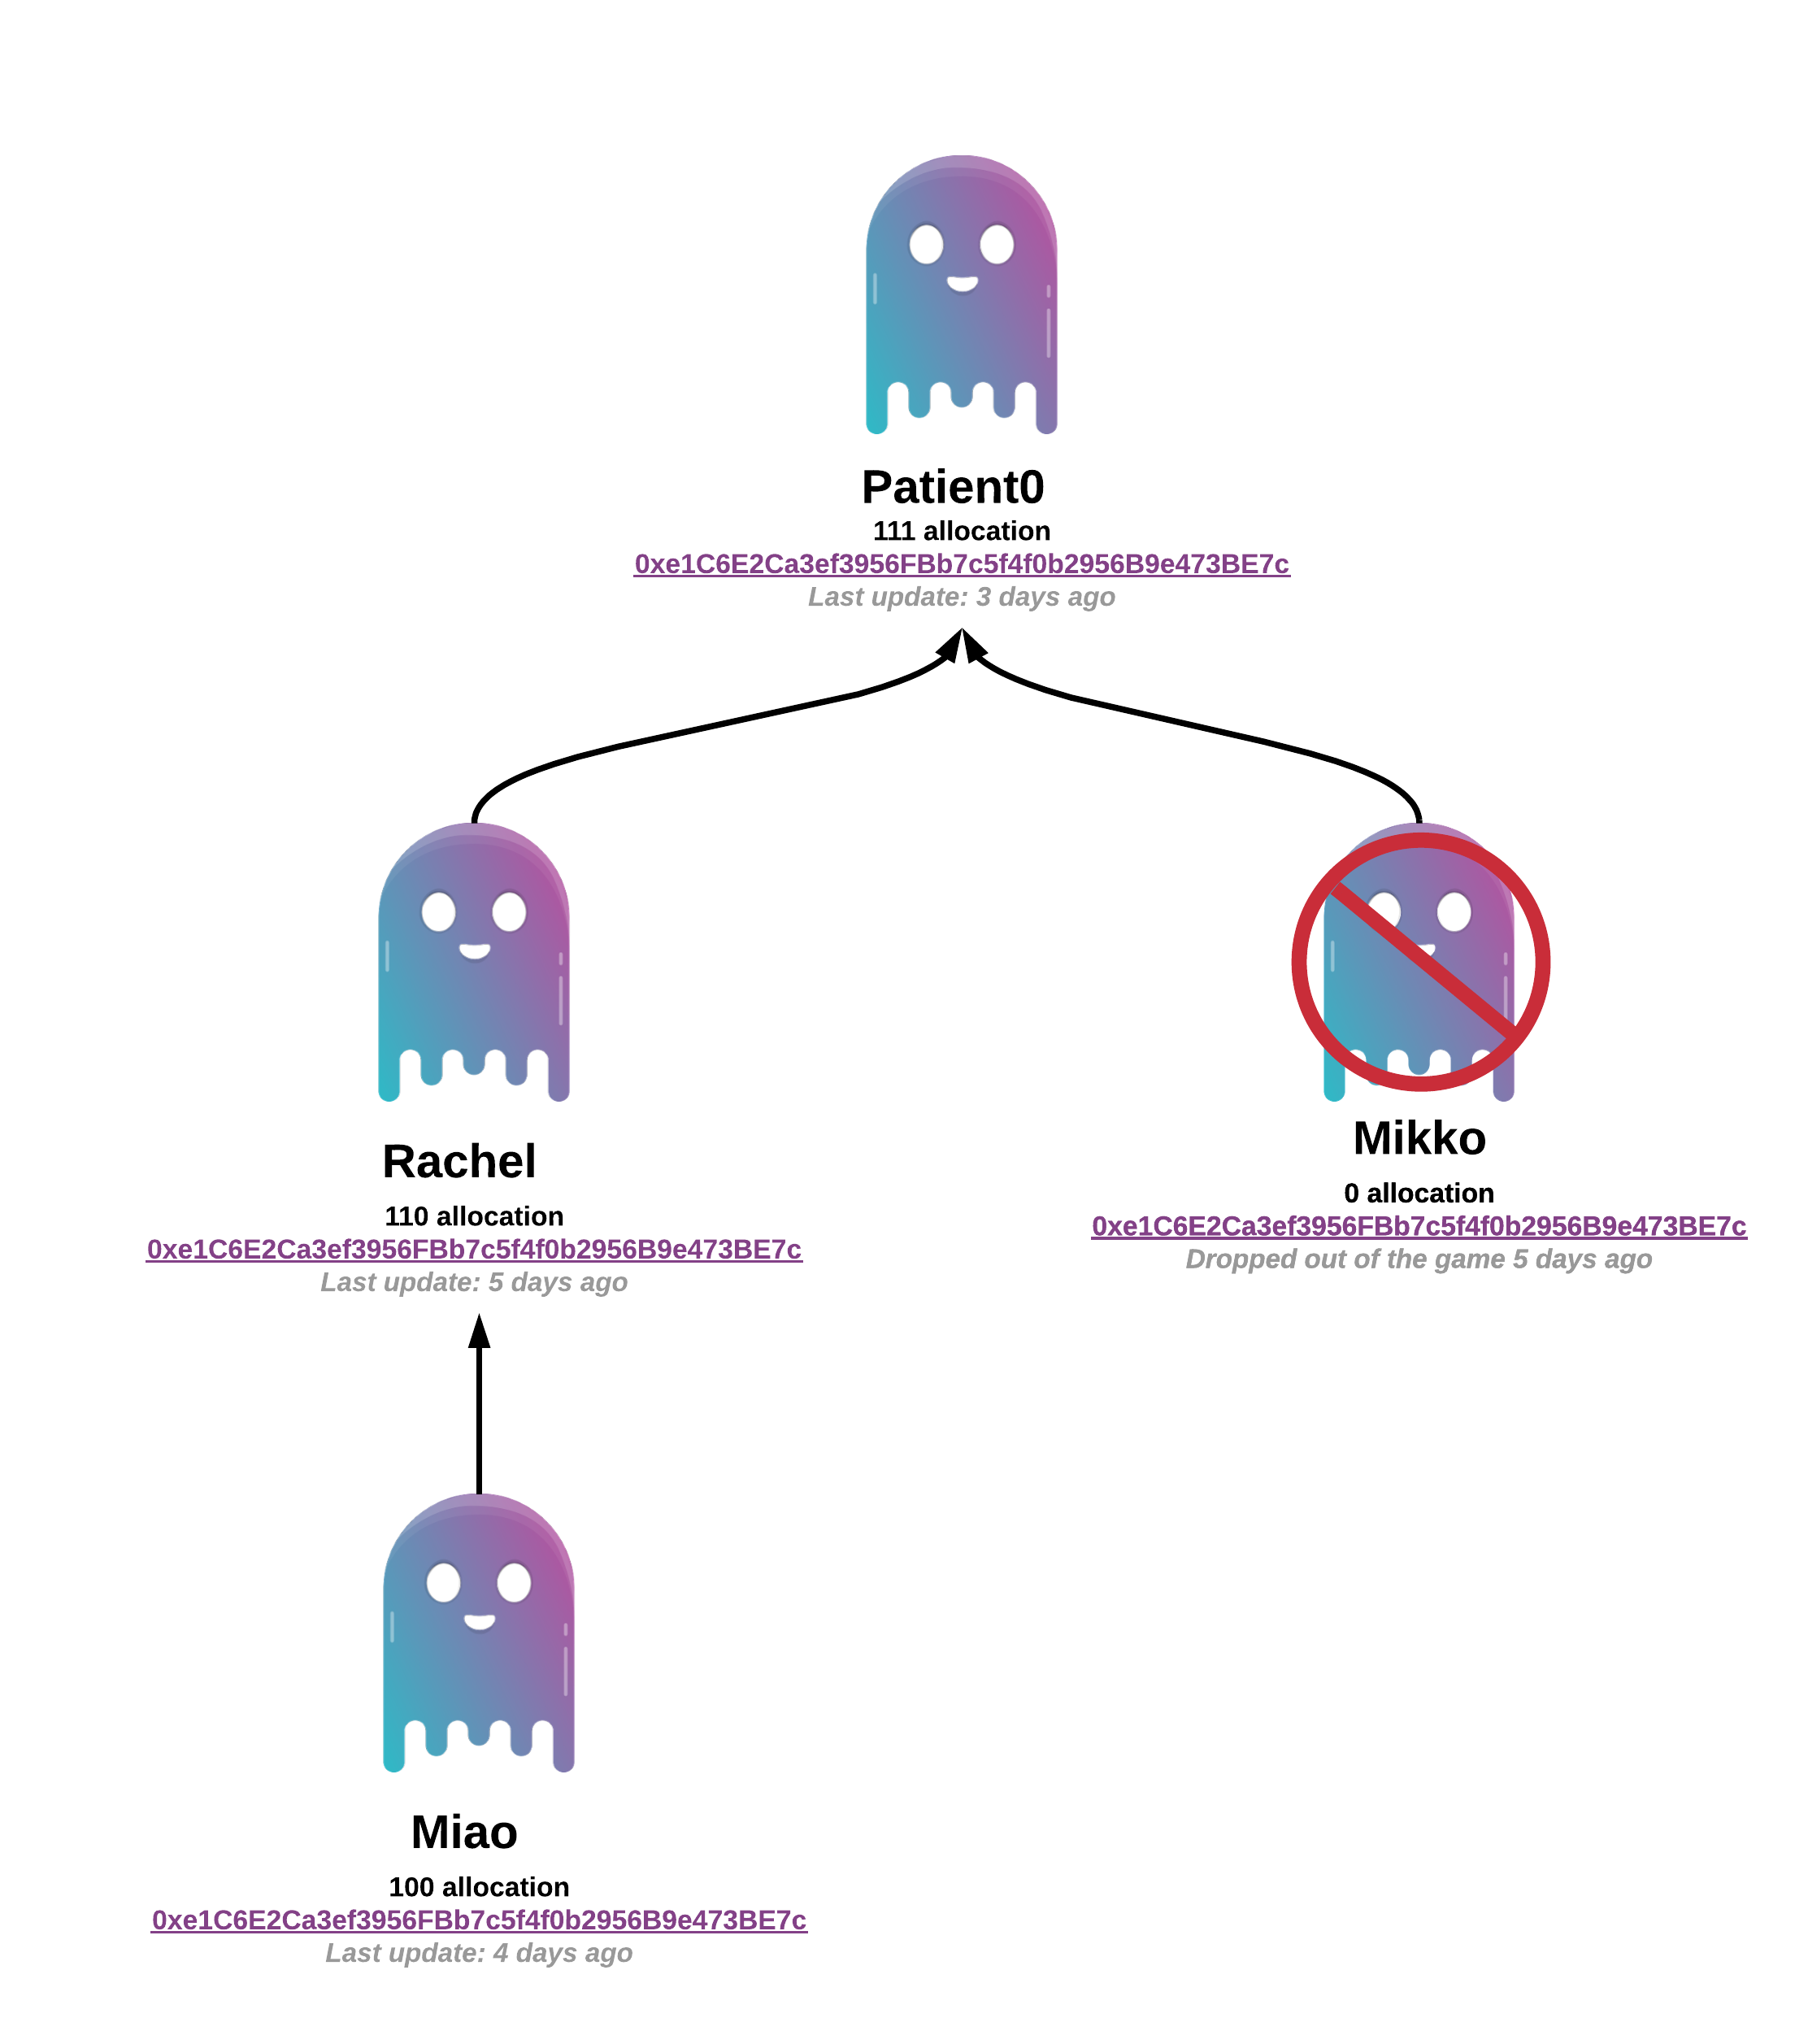 Patient0
111 allocation
0xe1C6E2Ca3ef3956FBb7c5f4f0b2956B9e473BE7c
Last update: 3 days ago
Rachel
110 allocation
0xe1C6E2Ca3ef3956FBb7c5f4f0b2956B9e473BE7c
Last update: 5 days ago
Mikko
0 allocation
0xe1C6E2Ca3ef3956FBb7c5f4f0b2956B9e473BE7c
Dropped out of the game 5 days ago
Miao
100 allocation
0xe1C6E2Ca3ef3956FBb7c5f4f0b2956B9e473BE7c
Last update: 4 days ago